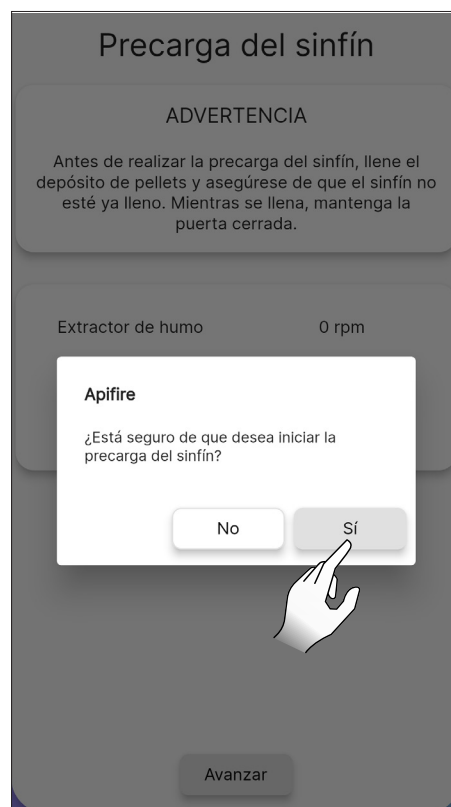 Precarga del sinfín
ADVERTENCIA
Antes de realizar la precarga del sinfín, llene el
depósito de pellets y asegúrese de que el sinfín no
esté ya lleno. Mientras se llena, mantenga la
puerta cerrada.
Extractor de humo 0 rpm
Apifire
¿Está seguro de que desea iniciar la
precarga del sinfín?
No Sí
Avanzar